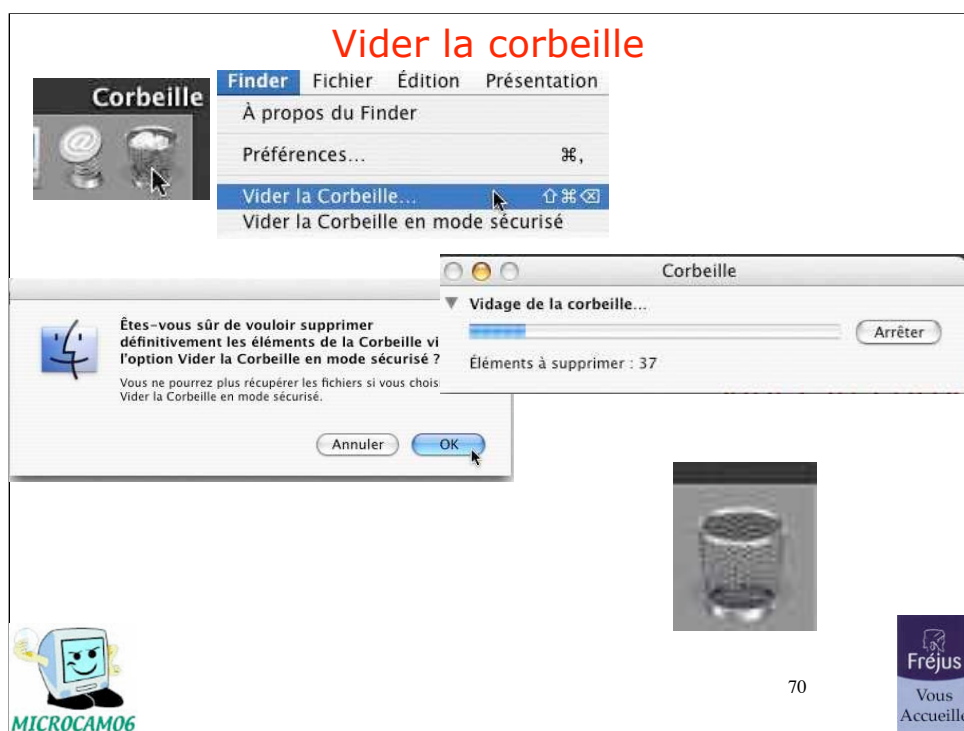 Vider la corbeille
Corbeille
Finder Fichier Édition Présentation
À propos du Finder
Préférences... ⌘,
Vider la Corbeille... ⇧⌘⌫
Vider la Corbeille en mode sécurisé
Corbeille
Vidage de la corbeille...
Arrêter
Éléments à supprimer : 37
Êtes-vous sûr de vouloir supprimer
définitivement les éléments de la Corbeille vi
l'option Vider la Corbeille en mode sécurisé ?
Vous ne pourrez plus récupérer les fichiers si vous chois
Vider la Corbeille en mode sécurisé.
Annuler OK
MICROCAM06
70
Fréjus
Vous
Accueille